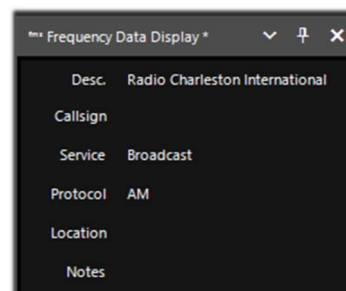 Frequency Data Display *
Desc. Radio Charleston International
Callsign
Service Broadcast
Protocol AM
Location
Notes